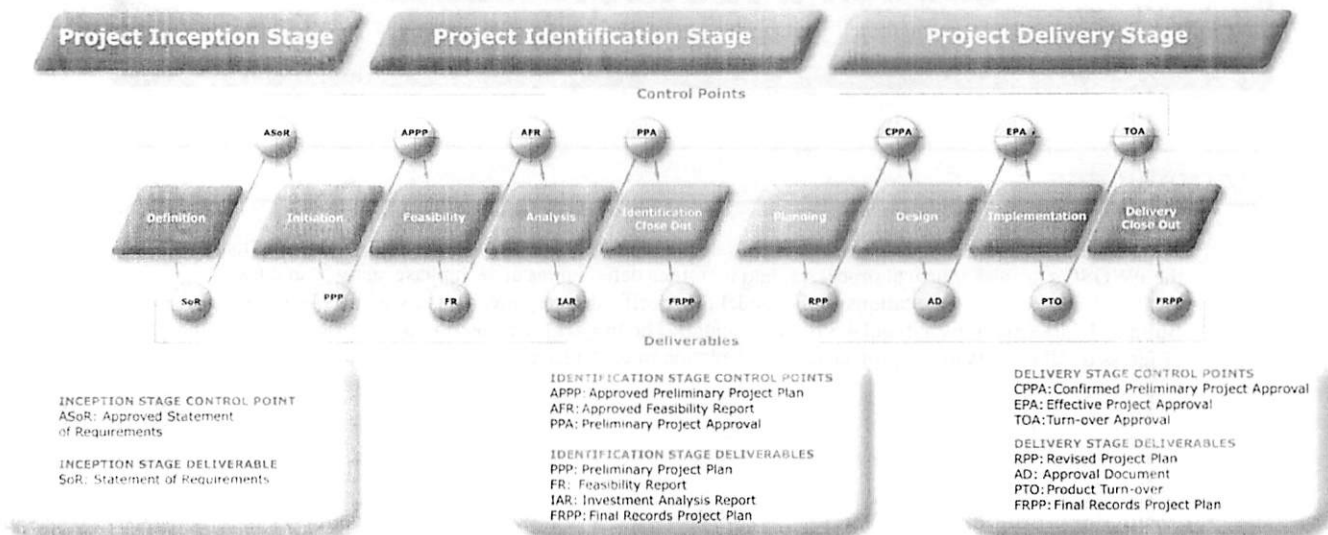 Project Inception Stage
Project Identification Stage
Project Delivery Stage
Control Points
ASoR
APPP
AFR
PPA
CPPA
EPA
TOA
Definition
Initiation
Feasibility
Analysis
Identification
Close Out
Planning
Design
Implementation
Delivery
Close Out
SoR
PPP
FR
IAR
FRPP
RPP
AD
PTO
FRPP
Deliverables
INCEPTION STAGE CONTROL POINT
ASoR: Approved Statement
of Requirements
INCEPTION STAGE DELIVERABLE
SoR: Statement of Requirements
IDENTIFICATION STAGE CONTROL POINTS
APPP: Approved Preliminary Project Plan
AFR: Approved Feasibility Report
PPA: Preliminary Project Approval
IDENTIFICATION STAGE DELIVERABLES
PPP: Preliminary Project Plan
FR: Feasibility Report
IAR: Investment Analysis Report
FRPP: Final Records Project Plan
DELIVERY STAGE CONTROL POINTS
CPPA: Confirmed Preliminary Project Approval
EPA: Effective Project Approval
TOA: Turn-over Approval
DELIVERY STAGE DELIVERABLES
RPP: Revised Project Plan
AD: Approval Document
PTO: Product Turn-over
FRPP: Final Records Project Plan